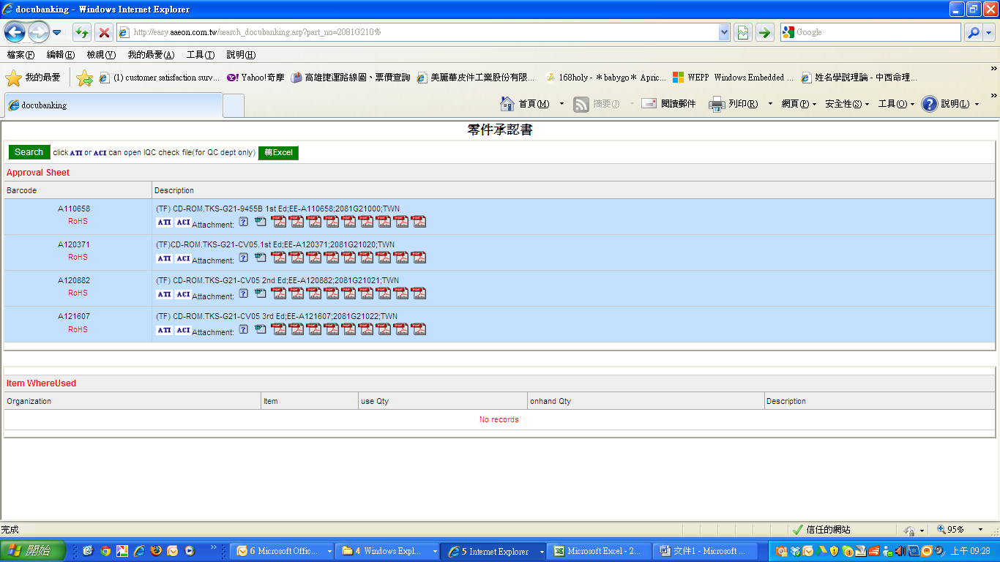 docubanking - Windows Internet Explorer
http://easy.aaeon.com.tw/search_docubanking.asp?part_no=2081G210%
Google
檔案(F) 編輯(E) 檢視(V) 我的最愛(A) 工具(T) 說明(H)
我的最愛 (1) customer satisfaction surv... Yahoo!奇摩 高雄捷運路線圖、票價查詢 美麗華皮件工業股份有限... 168holy - ＊babygo＊ Apric... WEPP Windows Embedded ... 姓名學說理論 - 中西命理...
docubanking
首頁(M) 摘要(J) 閱讀郵件 列印(R) 網頁(P) 安全性(S) 工具(O) 說明(L)
零件承認書
Search click ATI or ACI can open IQC check file(for QC dept only) 轉Excel
Approval Sheet
Barcode Description
A110658 (TF) CD-ROM.TKS-G21-9455B 1st Ed;EE-A110658;2081G21000;TWN
RoHS ATI ACI Attachment:
A120371 (TF)CD-ROM.TKS-G21-CV05.1st Ed;EE-A120371;2081G21020;TWN
RoHS ATI ACI Attachment:
A120882 (TF) CD-ROM.TKS-G21-CV05 2nd Ed;EE-A120882;2081G21021;TWN
RoHS ATI ACI Attachment:
A121607 (TF) CD-ROM.TKS-G21-CV05 3rd Ed;EE-A121607;2081G21022;TWN
RoHS ATI ACI Attachment:
Item WhereUsed
Organization Item use Qty onhand Qty Description
No records
完成 信任的網站 95%
開始 6 Microsoft Offic... 4 Windows Expl... 5 Internet Explorer Microsoft Excel - 2... 文件1 - Microsoft ... 上午 09:28